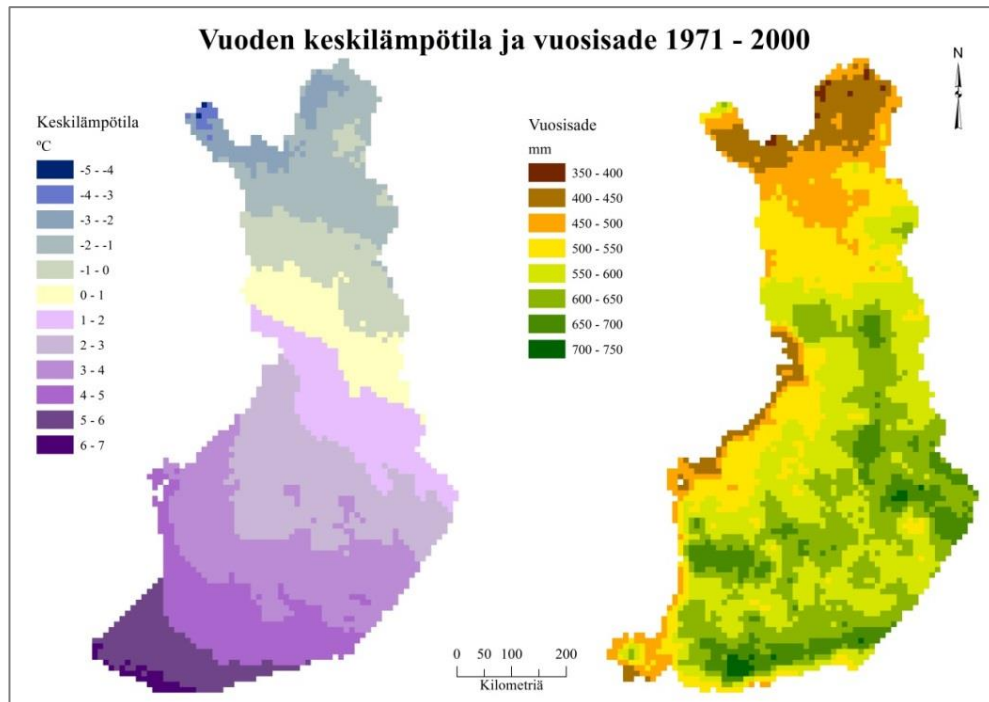 Vuoden keskilämpötila ja vuosisade 1971 - 2000
N
Keskilämpötila
ºC
-5 - -4
-4 - -3
-3 - -2
-2 - -1
-1 - 0
0 - 1
1 - 2
2 - 3
3 - 4
4 - 5
5 - 6
6 - 7
Vuosisade
mm
350 - 400
400 - 450
450 - 500
500 - 550
550 - 600
600 - 650
650 - 700
700 - 750
0 50 100 200
Kilometriä